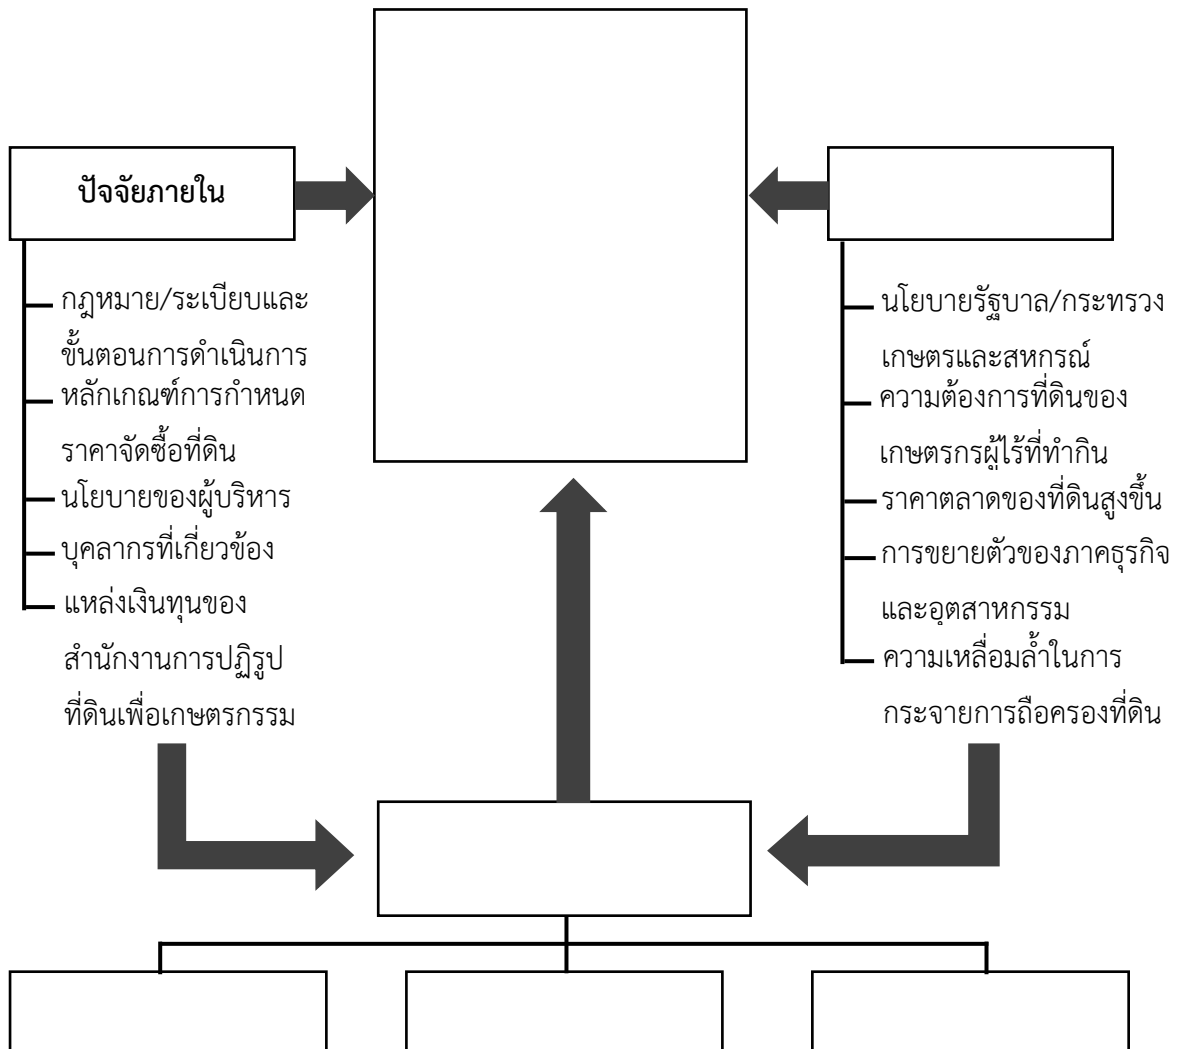 ปัจจัยภายใน
กฎหมาย/ระเบียบและ
ขั้นตอนการดำเนินการ
หลักเกณฑ์การกำหนด
ราคาจัดซื้อที่ดิน
นโยบายของผู้บริหาร
บุคลากรที่เกี่ยวข้อง
แหล่งเงินทุนของ
สำนักงานการปฏิรูป
ที่ดินเพื่อเกษตรกรรม
นโยบายรัฐบาล/กระทรวง
เกษตรและสหกรณ์
ความต้องการที่ดินของ
เกษตรกรผู้ไร้ที่ทำกิน
ราคาตลาดของที่ดินสูงขึ้น
การขยายตัวของภาคธุรกิจ
และอุตสาหกรรม
ความเหลื่อมล้ำในการ
กระจายการถือครองที่ดิน